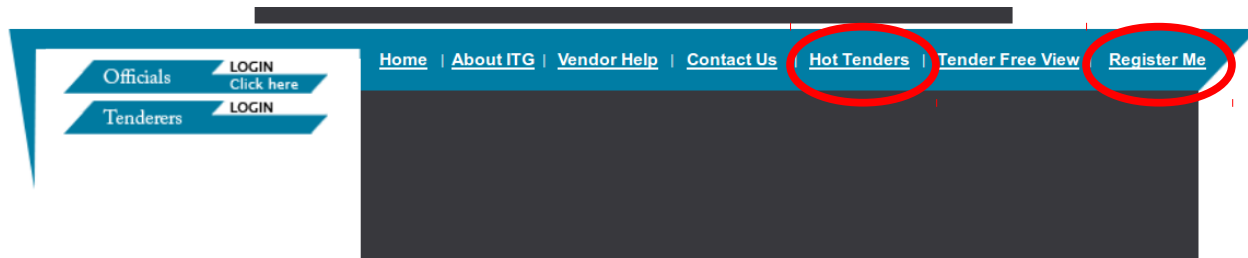 Home | About ITG | Vendor Help | Contact Us | Hot Tenders | Tender Free View | Register Me
Officials LOGIN
Click here
Tenderers LOGIN